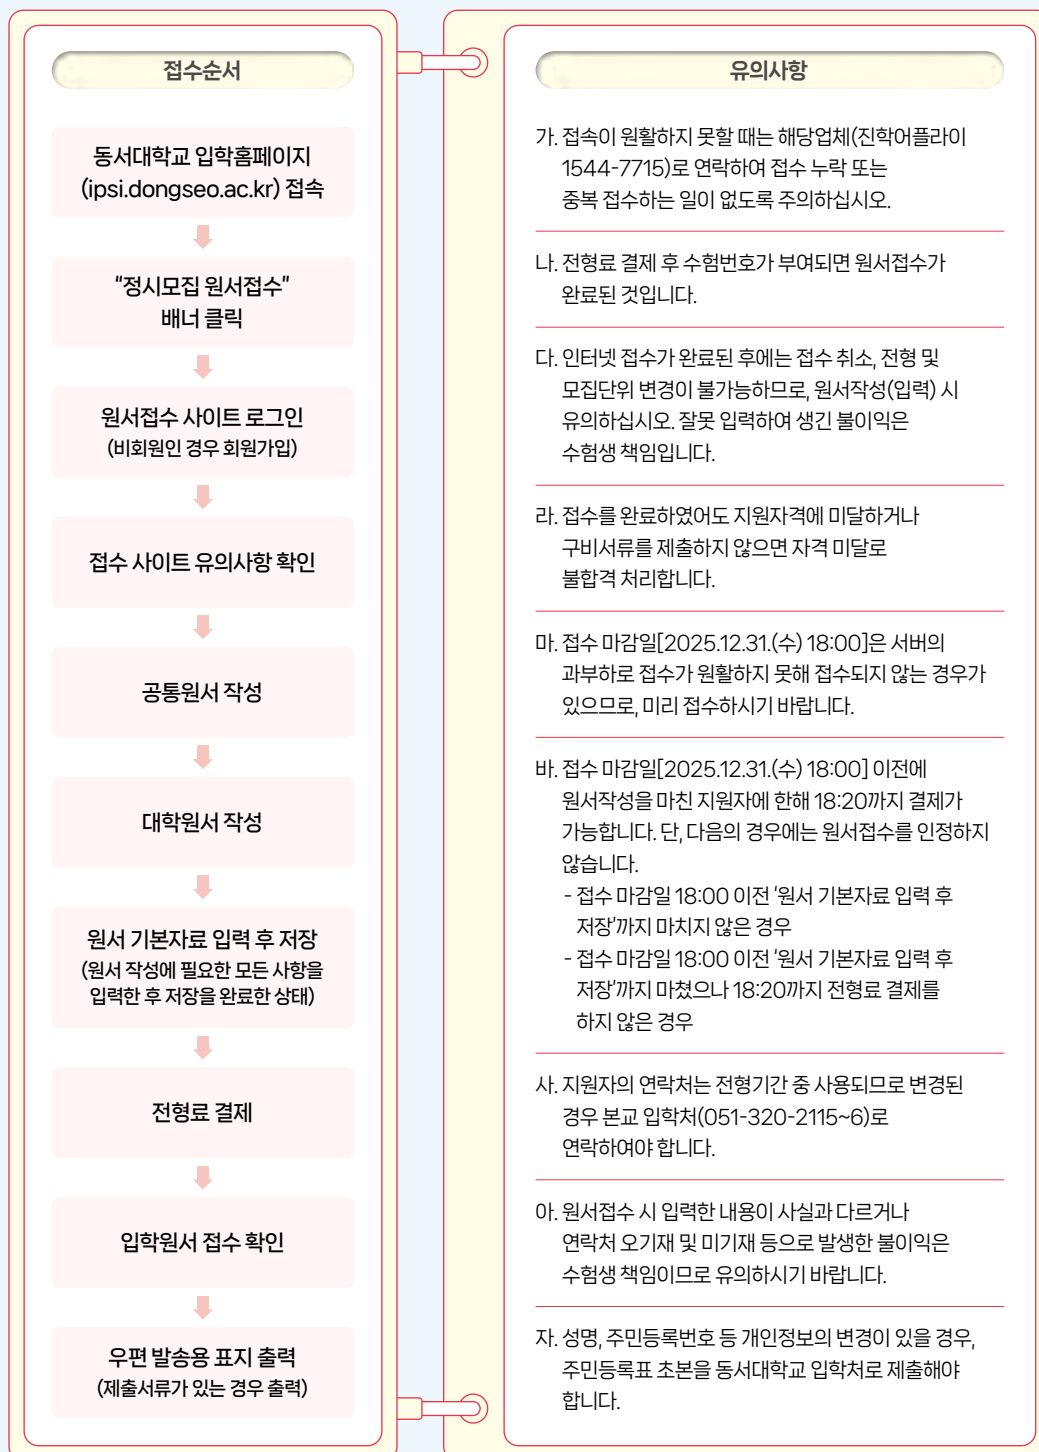 접수순서
동서대학교 입학홈페이지
(ipsi.dongseo.ac.kr) 접속
“정시모집 원서접수”
배너 클릭
원서접수 사이트 로그인
(비회원인 경우 회원가입)
접수 사이트 유의사항 확인
공통원서 작성
대학원서 작성
원서 기본자료 입력 후 저장
(원서 작성에 필요한 모든 사항을
입력한 후 저장을 완료한 상태)
전형료 결제
입학원서 접수 확인
우편 발송용 표지 출력
(제출서류가 있는 경우 출력)
유의사항
가. 접속이 원활하지 못할 때는 해당업체(진학어플라이
1544-7715)로 연락하여 접수 누락 또는
중복 접수하는 일이 없도록 주의하십시오.
나. 전형료 결제 후 수험번호가 부여되면 원서접수가
완료된 것입니다.
다. 인터넷 접수가 완료된 후에는 접수 취소, 전형 및
모집단위 변경이 불가능하므로, 원서작성(입력) 시
유의하십시오. 잘못 입력하여 생긴 불이익은
수험생 책임입니다.
라. 접수를 완료하였어도 지원자격에 미달하거나
구비서류를 제출하지 않으면 자격 미달로
불합격 처리합니다.
마. 접수 마감일[2025.12.31.(수) 18:00]은 서버의
과부하로 접수가 원활하지 못해 접수되지 않는 경우가
있으므로, 미리 접수하시기 바랍니다.
바. 접수 마감일[2025.12.31.(수) 18:00] 이전에
원서작성을 마친 지원자에 한해 18:20까지 결제가
가능합니다. 단, 다음의 경우에는 원서접수를 인정하지
않습니다.
- 접수 마감일 18:00 이전 ‘원서 기본자료 입력 후
저장’까지 마치지 않은 경우
- 접수 마감일 18:00 이전 ‘원서 기본자료 입력 후
저장’까지 마쳤으나 18:20까지 전형료 결제를
하지 않은 경우
사. 지원자의 연락처는 전형기간 중 사용되므로 변경된
경우 본교 입학처(051-320-2115~6)로
연락하여야 합니다.
아. 원서접수 시 입력한 내용이 사실과 다르거나
연락처 오기재 및 미기재 등으로 발생한 불이익은
수험생 책임이므로 유의하시기 바랍니다.
자. 성명, 주민등록번호 등 개인정보의 변경이 있을 경우,
주민등록표 초본을 동서대학교 입학처로 제출해야
합니다.